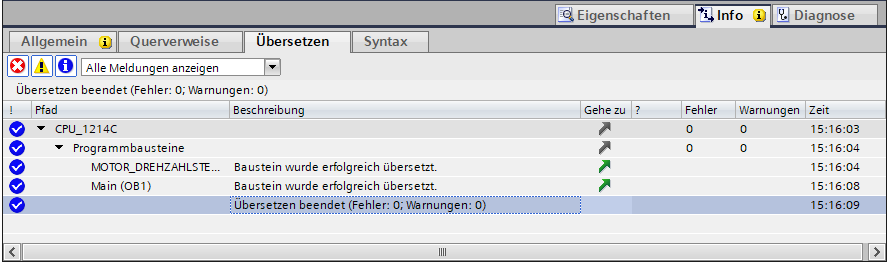 Eigenschaften Info Diagnose
Allgemein Querverweise Übersetzen Syntax
Alle Meldungen anzeigen
Übersetzen beendet (Fehler: 0; Warnungen: 0)
! Pfad Beschreibung Gehe zu ? Fehler Warnungen Zeit
CPU_1214C 0 0 15:16:03
Programmbausteine 0 0 15:16:04
MOTOR_DREHZAHLSTE... Baustein wurde erfolgreich übersetzt. 15:16:04
Main (OB1) Baustein wurde erfolgreich übersetzt. 15:16:08
Übersetzen beendet (Fehler: 0; Warnungen: 0) 15:16:09